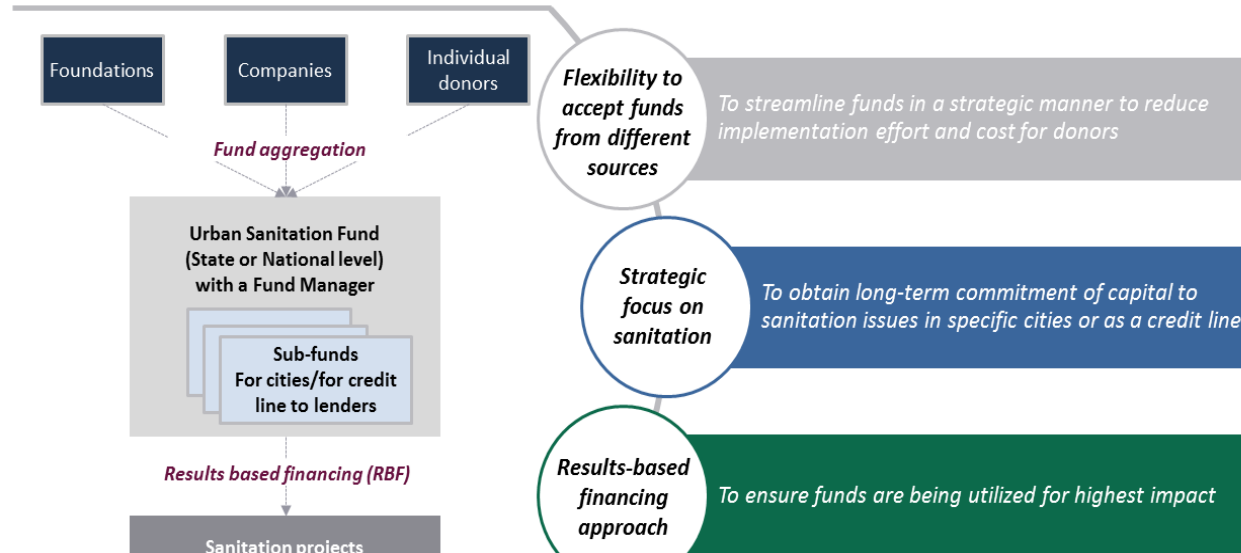 Foundations
Companies
Individual
donors
Fund aggregation
Urban Sanitation Fund
(State or National level)
with a Fund Manager
Sub-funds
For cities/for credit
line to lenders
Results based financing (RBF)
Sanitation projects
Flexibility to
accept funds
from different
sources
To streamline funds in a strategic manner to reduce
implementation effort and cost for donors
Strategic
focus on
sanitation
To obtain long-term commitment of capital to
sanitation issues in specific cities or as a credit line
Results-based
financing
approach
To ensure funds are being utilized for highest impact